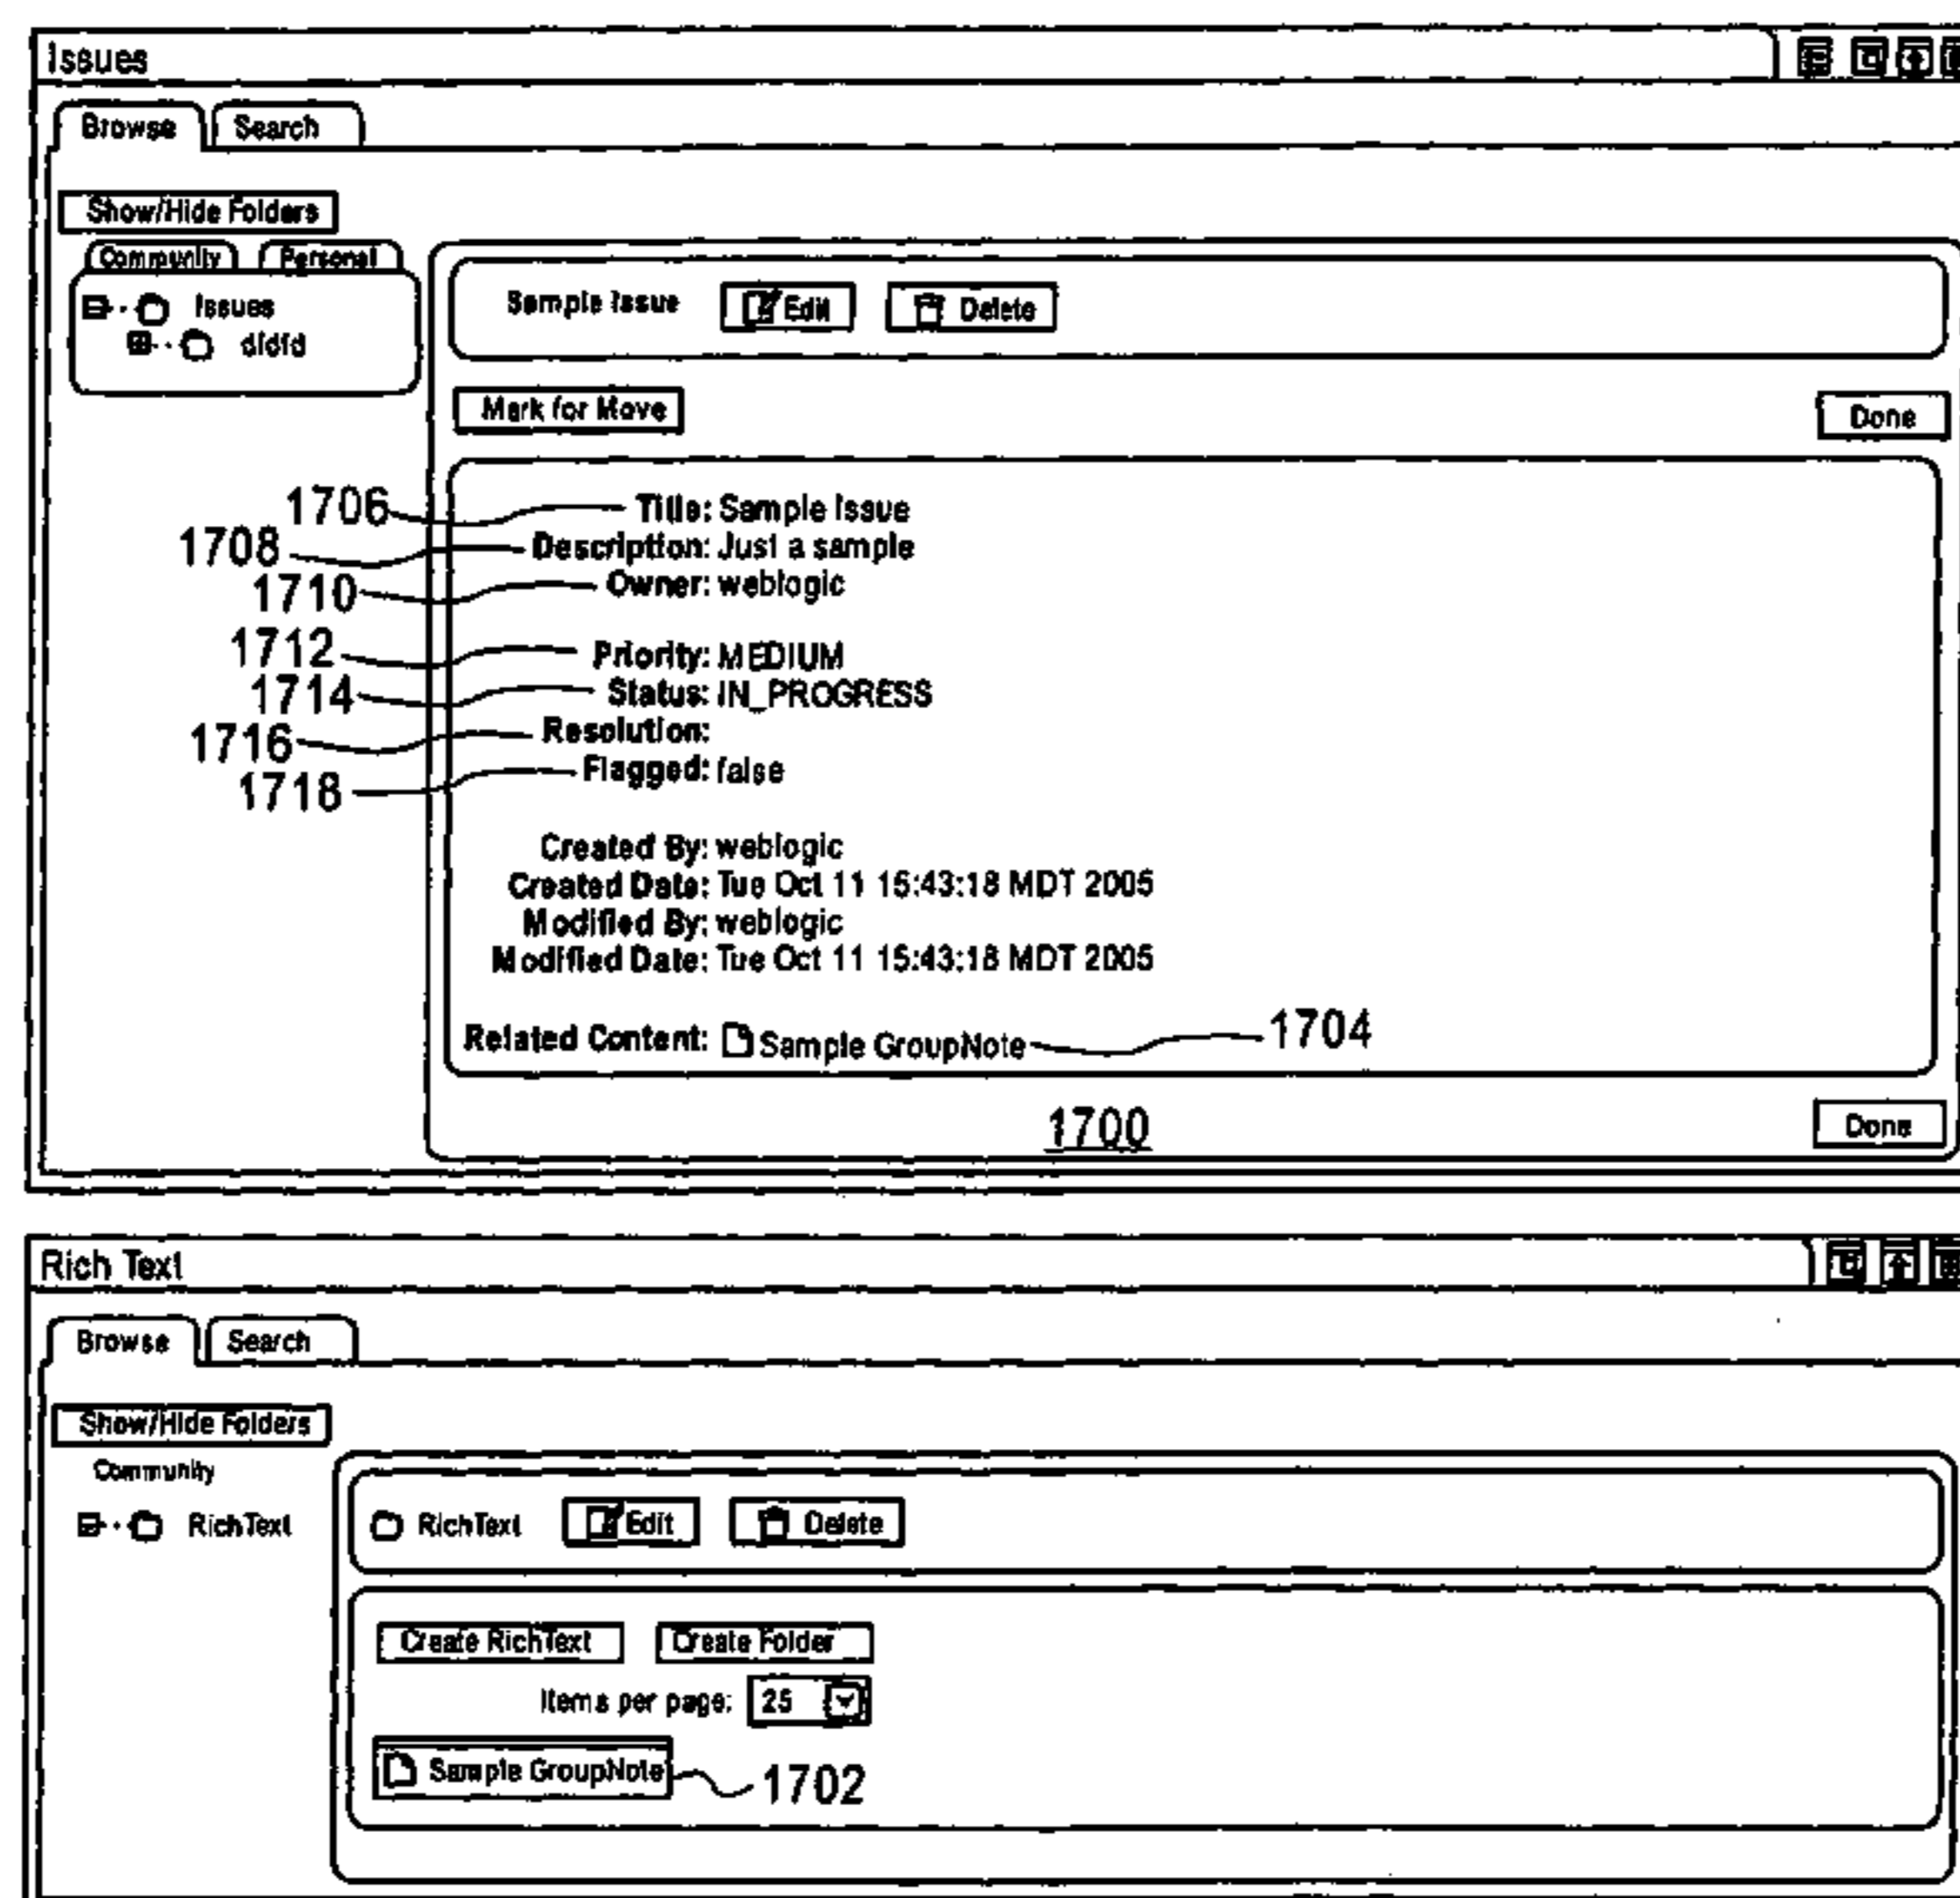 Issues
Browse Search
Show/Hide Folders
Community Personal
Issues
dfdfd
Sample Issue Edit Delete
Mark for Move Done
1706 Title: Sample Issue
1708 Description: Just a sample
1710 Owner: weblogic
1712 Priority: MEDIUM
1714 Status: IN_PROGRESS
1716 Resolution:
1718 Flagged: false
Created By: weblogic
Created Date: Tue Oct 11 15:43:18 MDT 2005
Modified By: weblogic
Modified Date: Tue Oct 11 15:43:18 MDT 2005
Related Content: Sample GroupNote 1704
1700 Done
Rich Text
Browse Search
Show/Hide Folders
Community
RichText
RichText Edit Delete
Create RichText Create Folder
Items per page: 25
Sample GroupNote 1702